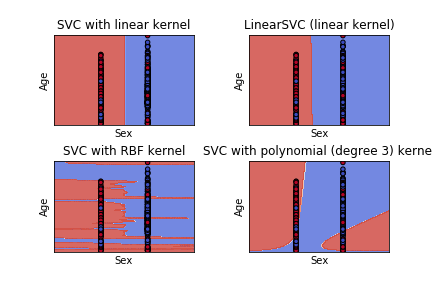 SVC with linear kernel
LinearSVC (linear kernel)
Age
Age
Sex
Sex
SVC with RBF kernel
SVC with polynomial (degree 3) kerne
Age
Age
Sex
Sex